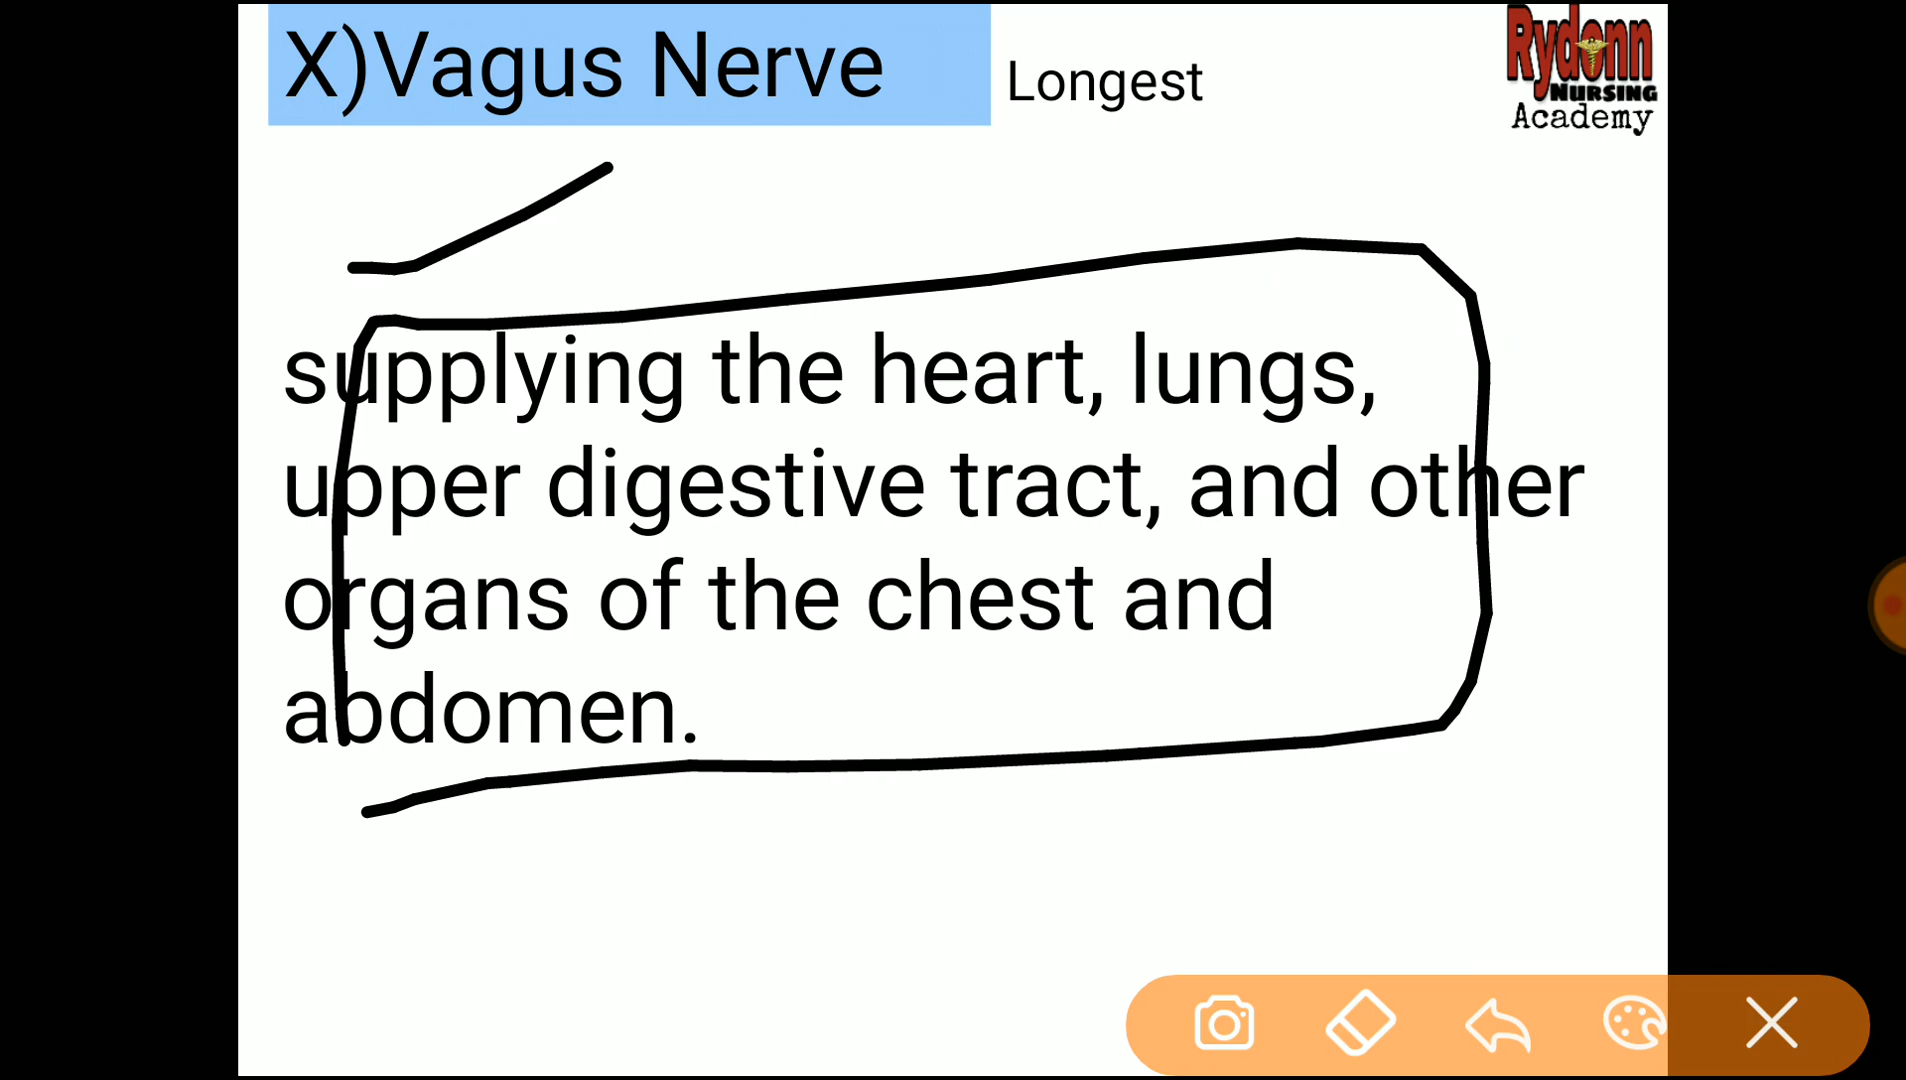 X)Vagus Nerve
Longest
Rydonn
NURSING
Academy
supplying the heart, lungs,
upper digestive tract, and other
organs of the chest and
abdomen.